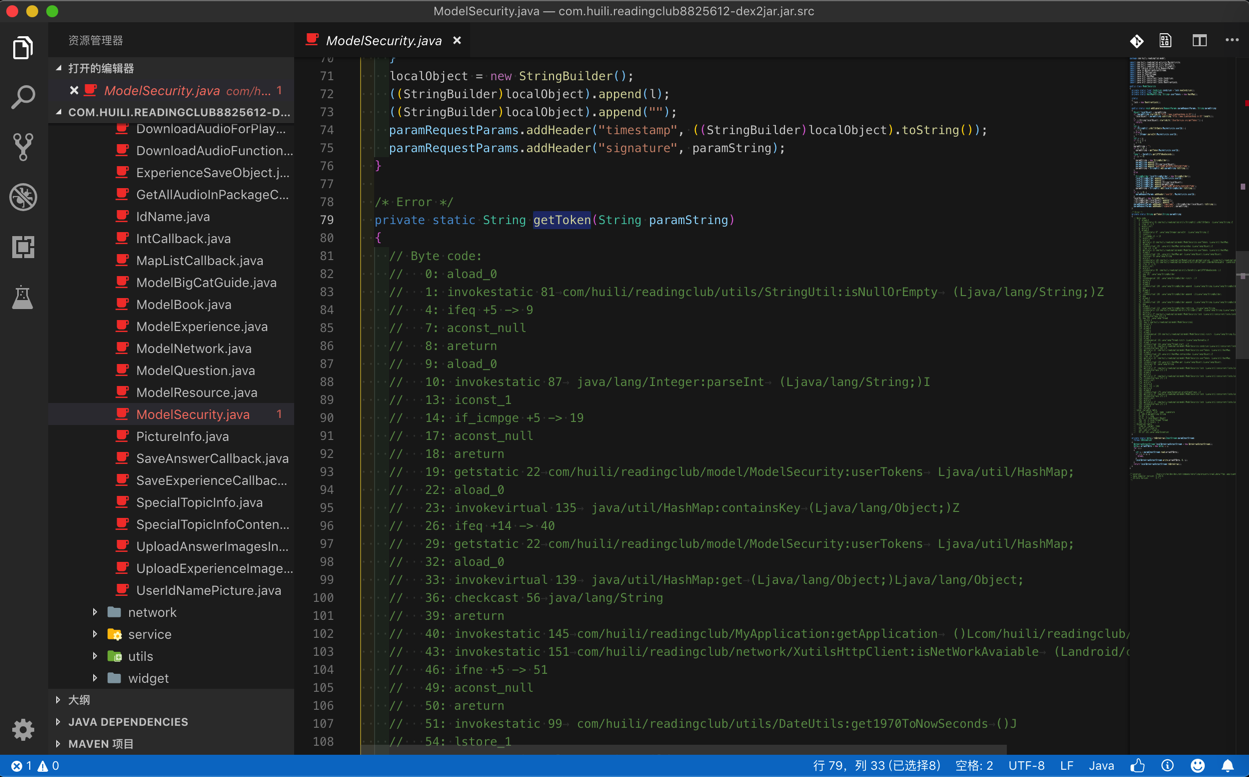 ModelSecurity.java — com.huili.readingclub8825612-dex2jar.jar.src
资源管理器
打开的编辑器
ModelSecurity.java com/h... 1
COM.HUILI.READINGCLUB8825612-D...
DownloadAudioForPlay...
DownloadAudioFunction...
ExperienceSaveObject.j...
GetAllAudioInPackageC...
IdName.java
IntCallback.java
MapListCallback.java
ModelBigCatGuide.java
ModelBook.java
ModelExperience.java
ModelNetwork.java
ModelQuestion.java
ModelResource.java
ModelSecurity.java 1
PictureInfo.java
SaveAnswerCallback.java
SaveExperienceCallbac...
SpecialTopicInfo.java
SpecialTopicInfoConten...
UploadAnswerImagesIn...
UploadExperienceImage...
UserIdNamePicture.java
network
service
utils
widget
大纲
JAVA DEPENDENCIES
MAVEN 项目
ModelSecurity.java
70 }
71 localObject = new StringBuilder();
72 ((StringBuilder)localObject).append(l);
73 ((StringBuilder)localObject).append("");
74 paramRequestParams.addHeader("timestamp", ((StringBuilder)localObject).toString());
75 paramRequestParams.addHeader("signature", paramString);
76 }
77
78 /* Error */
79 private static String getToken(String paramString)
80 {
81 // Byte code:
82 // 0: aload_0
83 // 1: invokestatic 81 com/huili/readingclub/utils/StringUtil:isNullOrEmpty (Ljava/lang/String;)Z
84 // 4: ifeq +5 -> 9
85 // 7: aconst_null
86 // 8: areturn
87 // 9: aload_0
88 // 10: invokestatic 87 java/lang/Integer:parseInt (Ljava/lang/String;)I
89 // 13: iconst_1
90 // 14: if_icmpge +5 -> 19
91 // 17: aconst_null
92 // 18: areturn
93 // 19: getstatic 22 com/huili/readingclub/model/ModelSecurity:userTokens Ljava/util/HashMap;
94 // 22: aload_0
95 // 23: invokevirtual 135 java/util/HashMap:containsKey (Ljava/lang/Object;)Z
96 // 26: ifeq +14 -> 40
97 // 29: getstatic 22 com/huili/readingclub/model/ModelSecurity:userTokens Ljava/util/HashMap;
98 // 32: aload_0
99 // 33: invokevirtual 139 java/util/HashMap:get (Ljava/lang/Object;)Ljava/lang/Object;
100 // 36: checkcast 56 java/lang/String
101 // 39: areturn
102 // 40: invokestatic 145 com/huili/readingclub/MyApplication:getApplication ()Lcom/huili/readingclub/
103 // 43: invokestatic 151 com/huili/readingclub/network/XutilsHttpClient:isNetWorkAvaiable (Landroid/c
104 // 46: ifne +5 -> 51
105 // 49: aconst_null
106 // 50: areturn
107 // 51: invokestatic 99 com/huili/readingclub/utils/DateUtils:get1970ToNowSeconds ()J
108 // 54: lstore_1
1 0 行 79，列 33 (已选择8) 空格: 2 UTF-8 LF Java